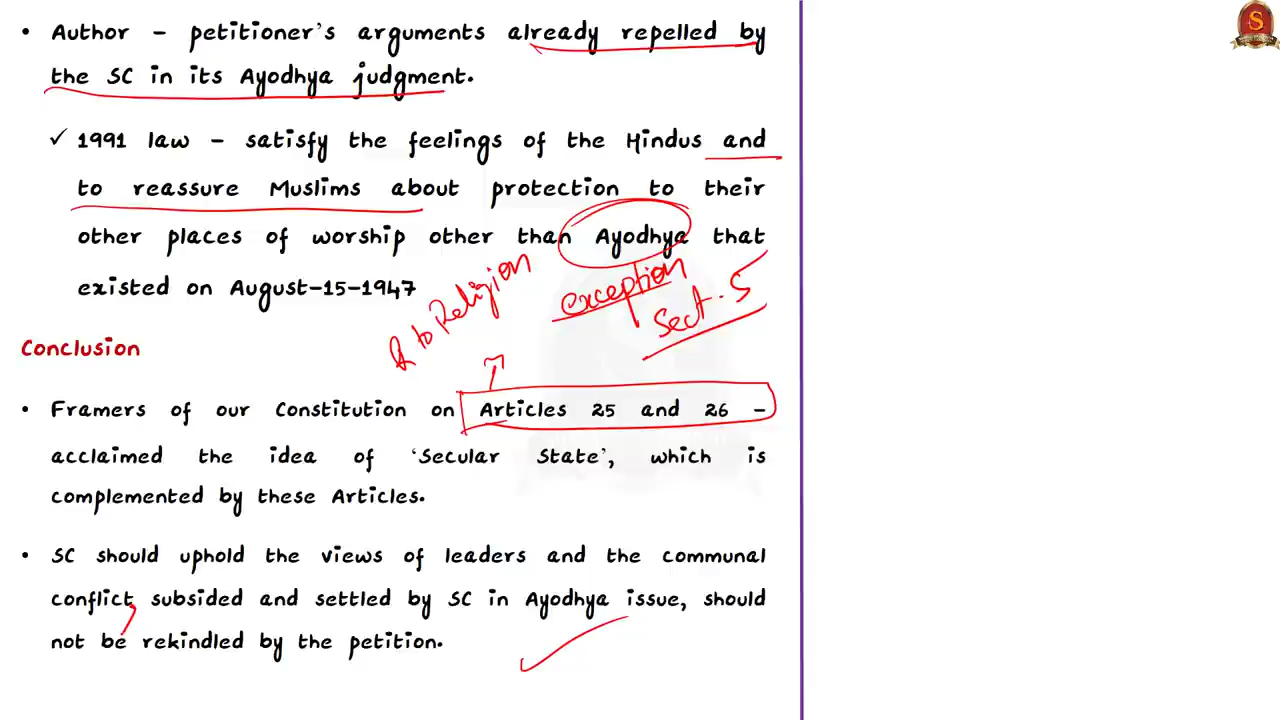 • Author – petitioner's arguments already repelled by
the SC in its Ayodhya judgment.
✓ 1991 law – satisfy the feelings of the Hindus and
to reassure Muslims about protection to their
other places of worship other than Ayodhya that
existed on August-15-1947
exception
Sect. 5
R to Religion
Conclusion
• Framers of our Constitution on Articles 25 and 26 –
acclaimed the idea of 'Secular State', which is
complemented by these Articles.
• SC should uphold the views of leaders and the communal
conflict subsided and settled by SC in Ayodhya issue, should
not be rekindled by the petition.
S